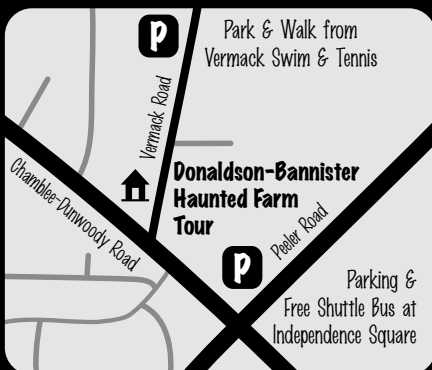 P
Park & Walk from
Vermack Swim & Tennis
Vermack Road
Chamblee-Dunwoody Road
Donaldson-Bannister
Haunted Farm
Tour
Peeler Road
P
Parking &
Free Shuttle Bus at
Independence Square